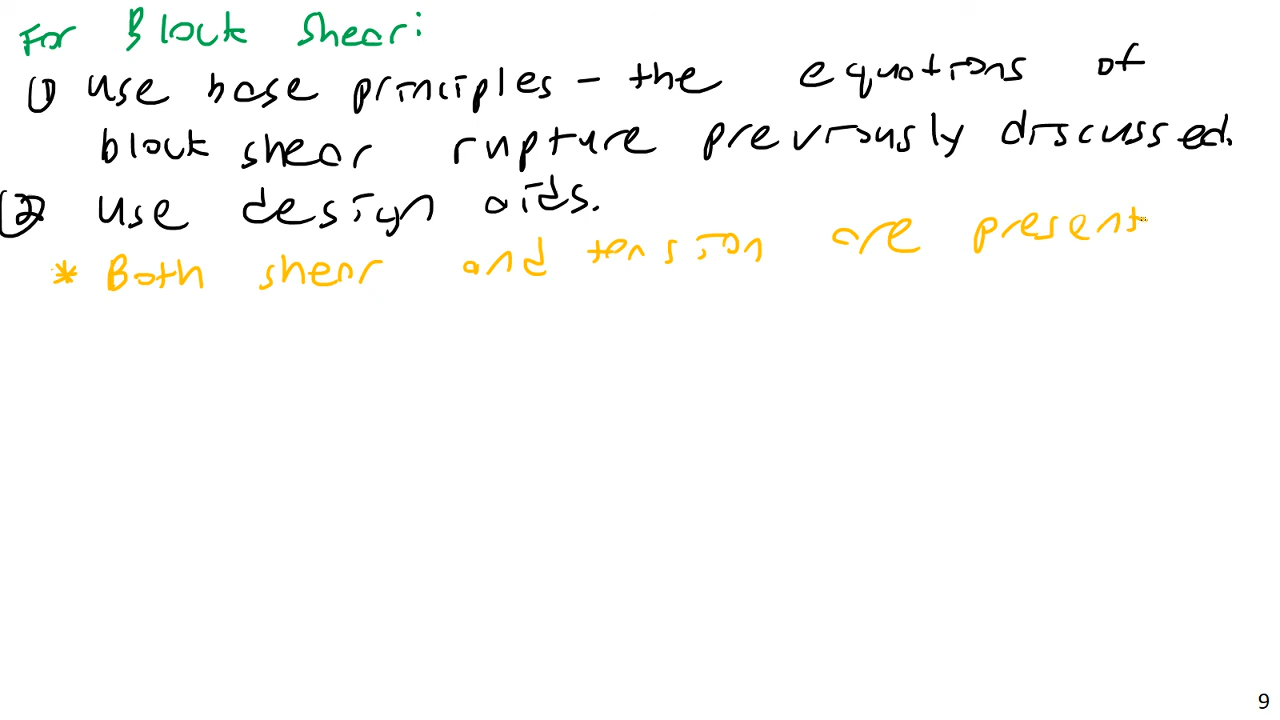 For Block Shear:
(1) use base principles - the equations of
block shear rupture previously discussed.
(2) use design aids.
* Both shear and tension are present
9